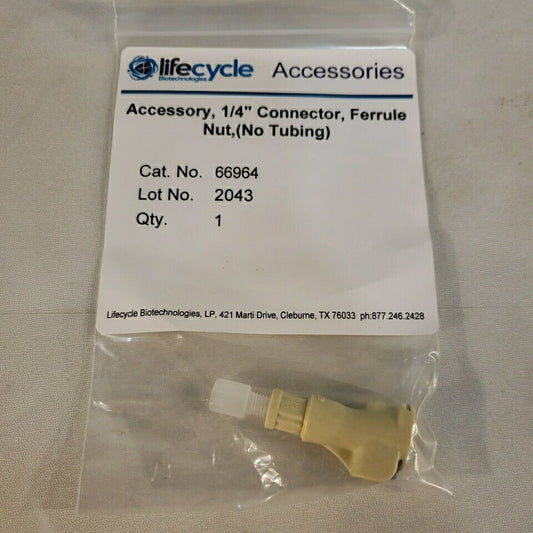 lifecycle Accessories
Biotechnologies
Accessory, 1/4" Connector, Ferrule
Nut,(No Tubing)
Cat. No. 66964
Lot No. 2043
Qty. 1
Lifecycle Biotechnologies, LP, 421 Marti Drive, Cleburne, TX 76033 ph:877.246.2428